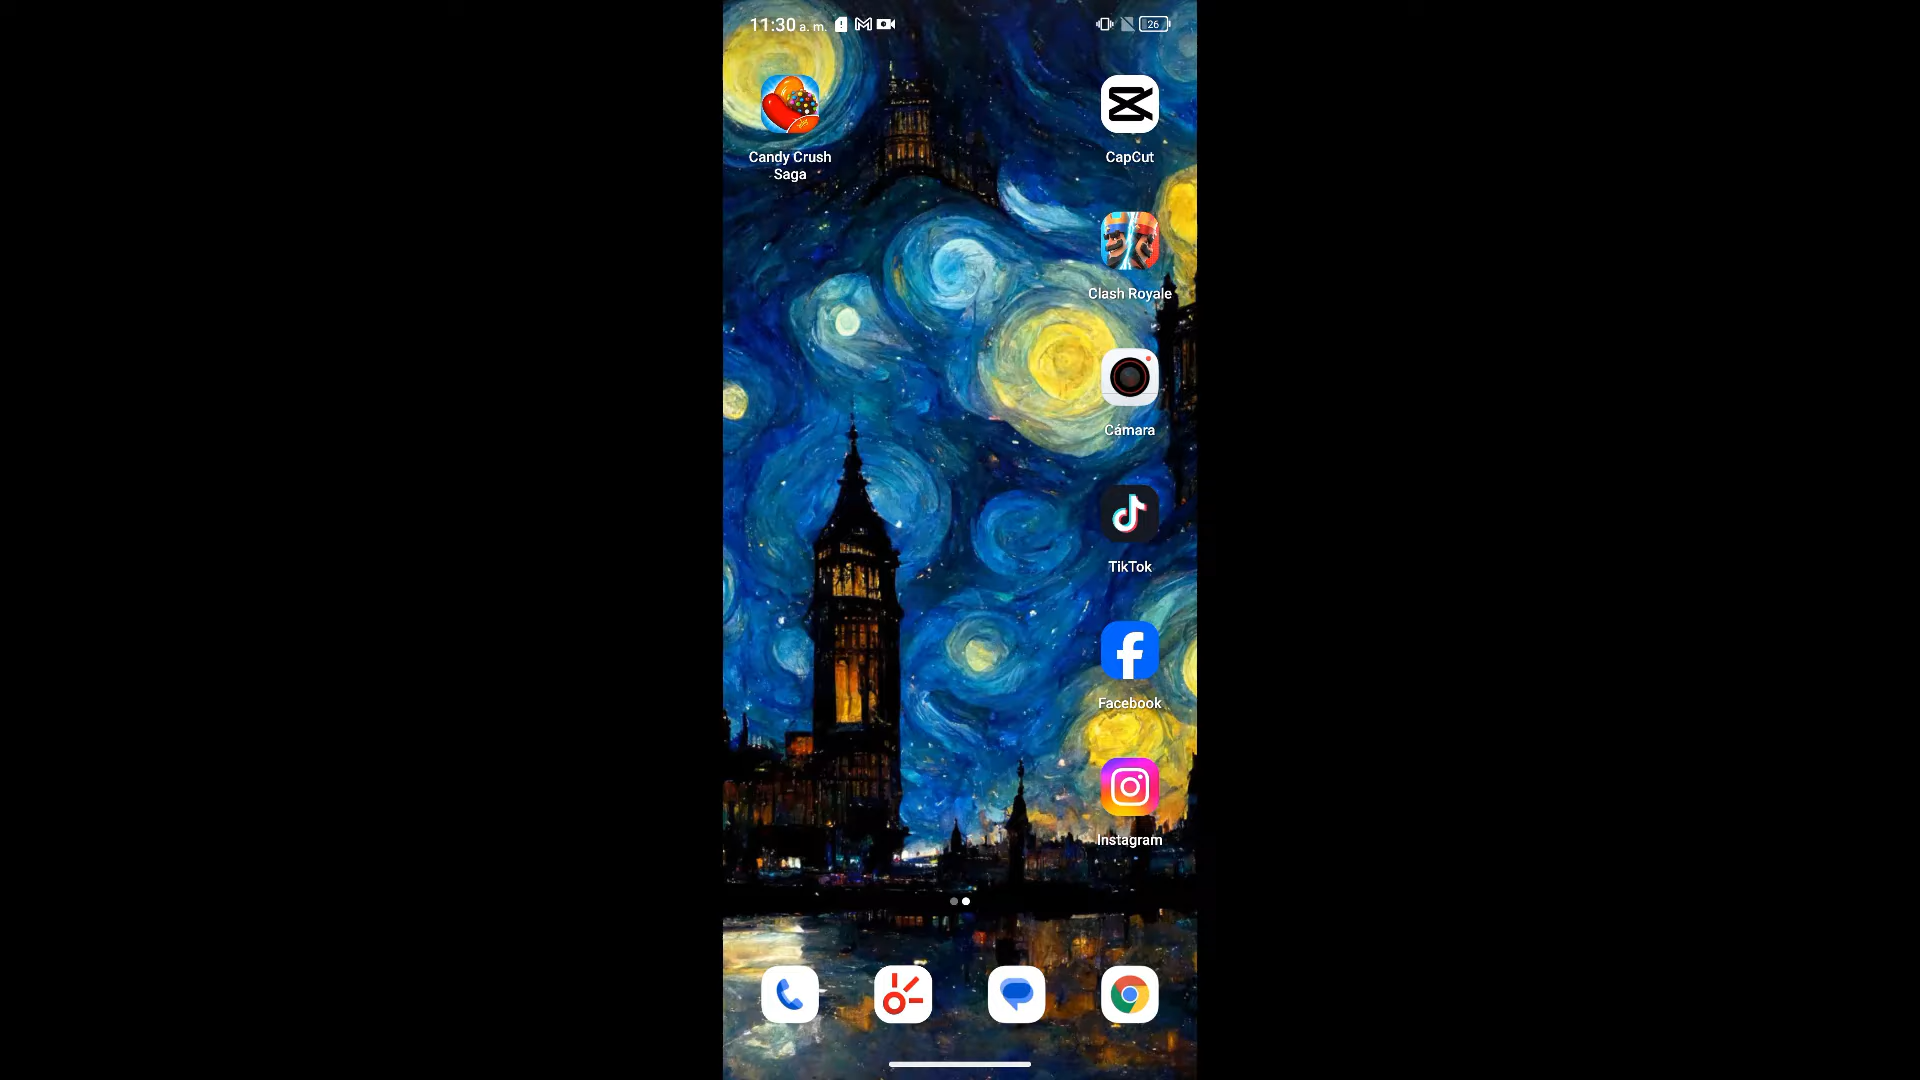 11:30 a. m.
26
Candy Crush
Saga
CapCut
Clash Royale
Cámara
TikTok
Facebook
Instagram